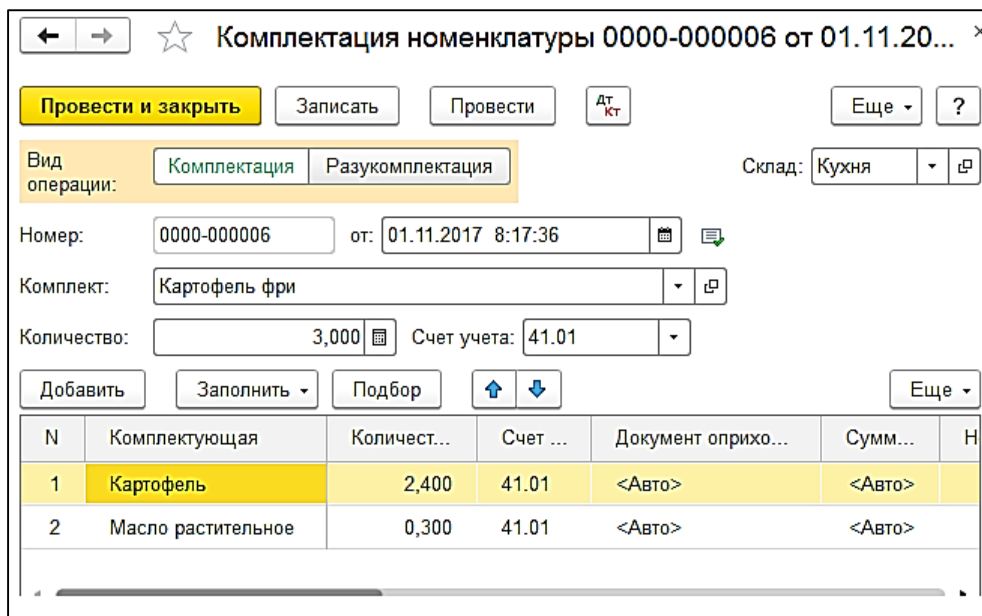 Комплектация номенклатуры 0000-000006 от 01.11.20...
Провести и закрыть Записать Провести Дт Кт Еще ?
Вид операции: Комплектация Разукомплектация Склад: Кухня
Номер: 0000-000006 от: 01.11.2017 8:17:36
Комплект: Картофель фри
Количество: 3,000 Счет учета: 41.01
Добавить Заполнить Подбор Еще
N Комплектующая Количест... Счет ... Документ оприхо... Сумм... Н
1 Картофель 2,400 41.01 <Авто> <Авто>
2 Масло растительное 0,300 41.01 <Авто> <Авто>